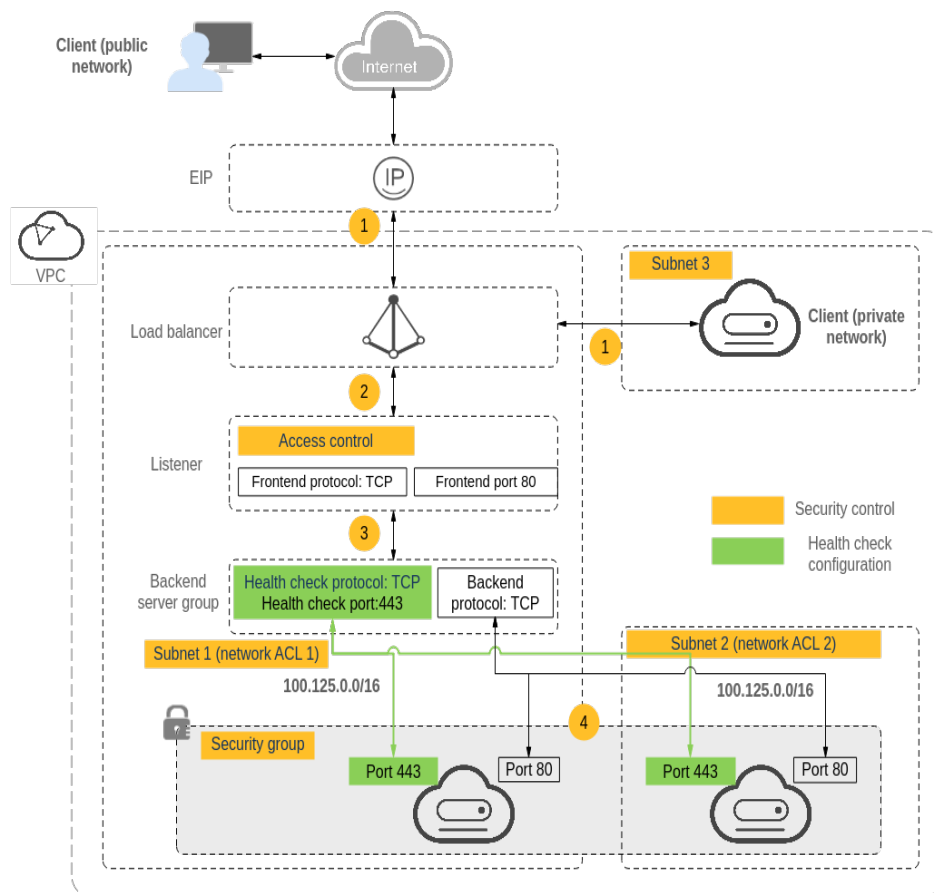 Client (public
network)
Internet
EIP
IP
1
VPC
Subnet 3
Client (private
network)
Load balancer
1
2
Access control
Listener
Frontend protocol: TCP
Frontend port 80
Security control
3
Health check
configuration
Backend
server group
Health check protocol: TCP
Health check port:443
Backend
protocol: TCP
Subnet 1 (network ACL 1)
Subnet 2 (network ACL 2)
100.125.0.0/16
100.125.0.0/16
4
Security group
Port 443
Port 80
Port 443
Port 80